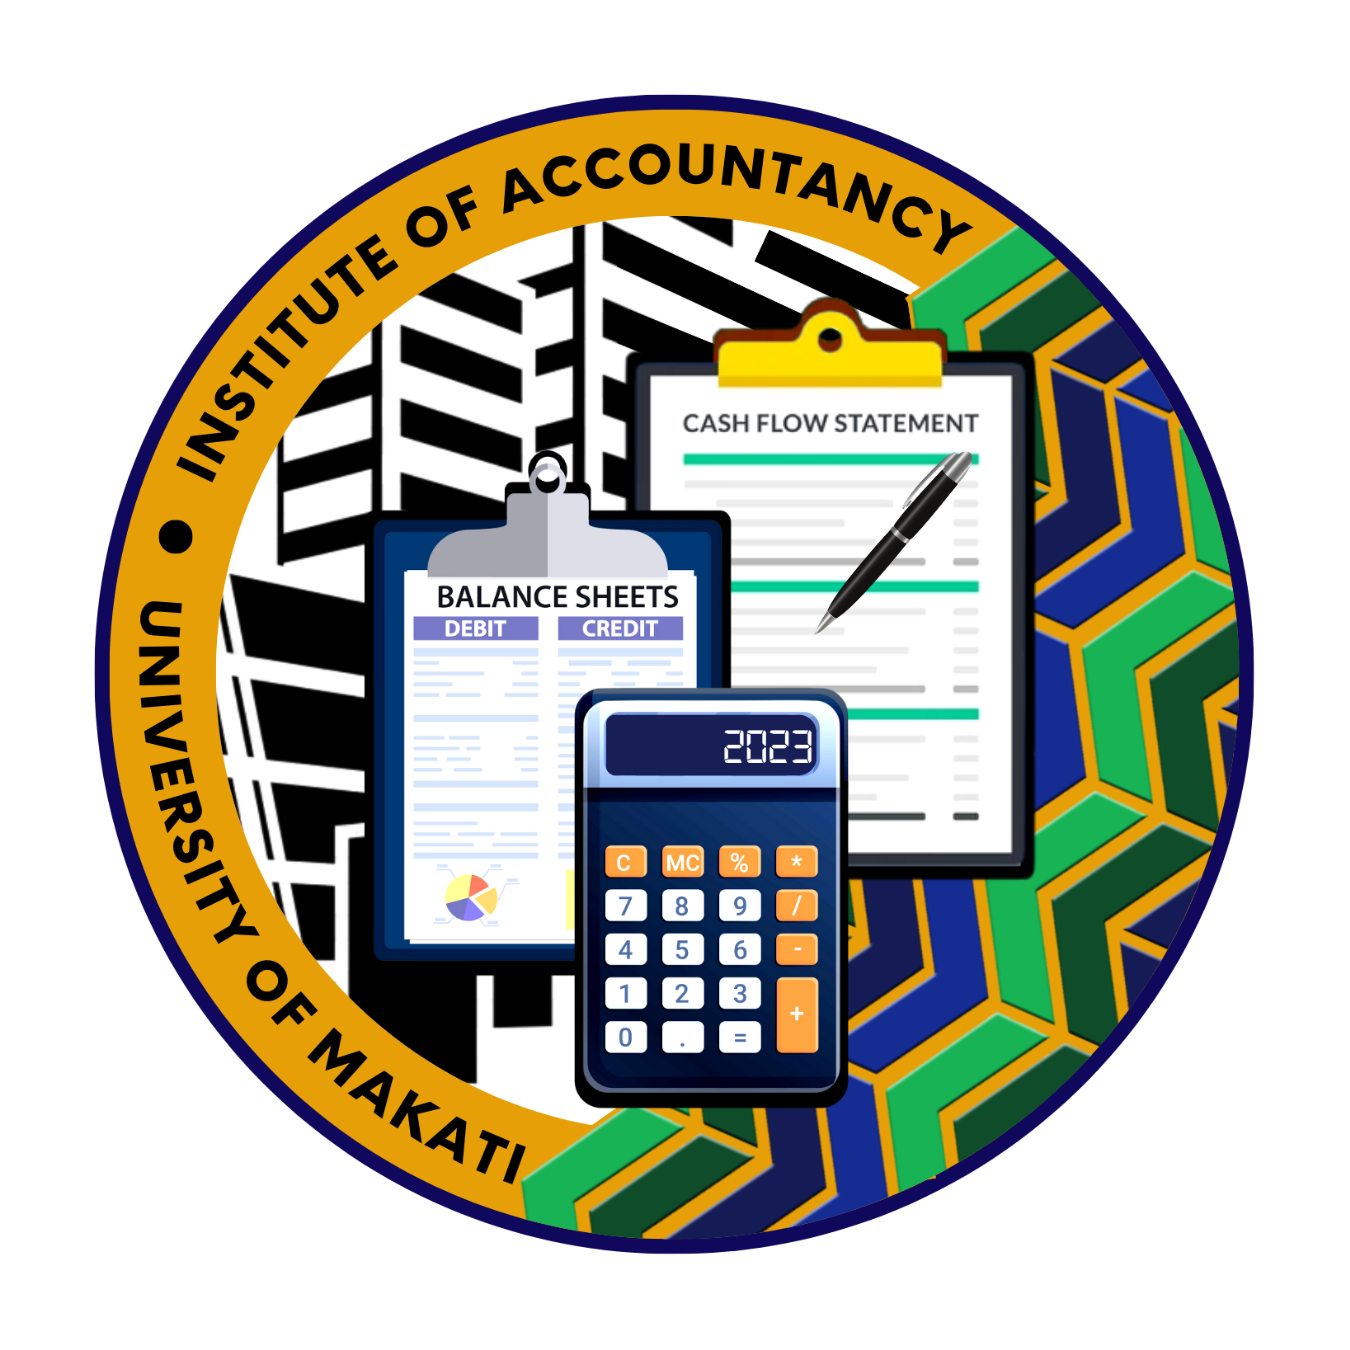 INSTITUTE OF ACCOUNTANCY
UNIVERSITY OF MAKATI
CASH FLOW STATEMENT
BALANCE SHEETS
DEBIT CREDIT
2023
C MC % *
7 8 9 /
4 5 6 -
1 2 3 +
0 . =